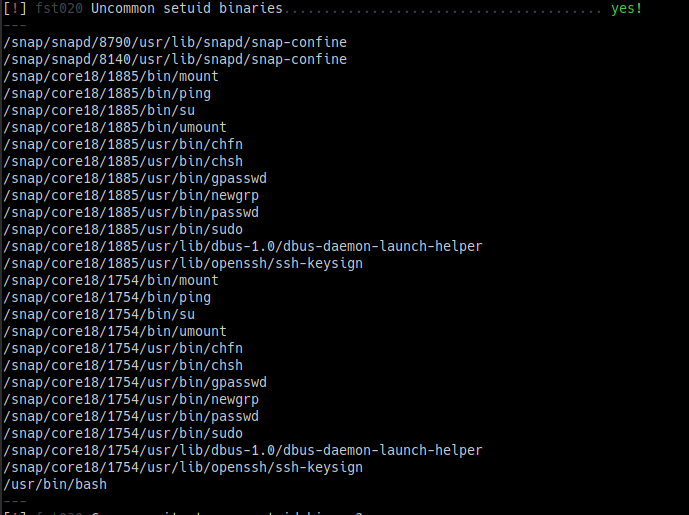 [!] fst020 Uncommon setuid binaries........................................ yes!
---
/snap/snapd/8790/usr/lib/snapd/snap-confine
/snap/snapd/8140/usr/lib/snapd/snap-confine
/snap/core18/1885/bin/mount
/snap/core18/1885/bin/ping
/snap/core18/1885/bin/su
/snap/core18/1885/bin/umount
/snap/core18/1885/usr/bin/chfn
/snap/core18/1885/usr/bin/chsh
/snap/core18/1885/usr/bin/gpasswd
/snap/core18/1885/usr/bin/newgrp
/snap/core18/1885/usr/bin/passwd
/snap/core18/1885/usr/bin/sudo
/snap/core18/1885/usr/lib/dbus-1.0/dbus-daemon-launch-helper
/snap/core18/1885/usr/lib/openssh/ssh-keysign
/snap/core18/1754/bin/mount
/snap/core18/1754/bin/ping
/snap/core18/1754/bin/su
/snap/core18/1754/bin/umount
/snap/core18/1754/usr/bin/chfn
/snap/core18/1754/usr/bin/chsh
/snap/core18/1754/usr/bin/gpasswd
/snap/core18/1754/usr/bin/newgrp
/snap/core18/1754/usr/bin/passwd
/snap/core18/1754/usr/bin/sudo
/snap/core18/1754/usr/lib/dbus-1.0/dbus-daemon-launch-helper
/snap/core18/1754/usr/lib/openssh/ssh-keysign
/usr/bin/bash
---